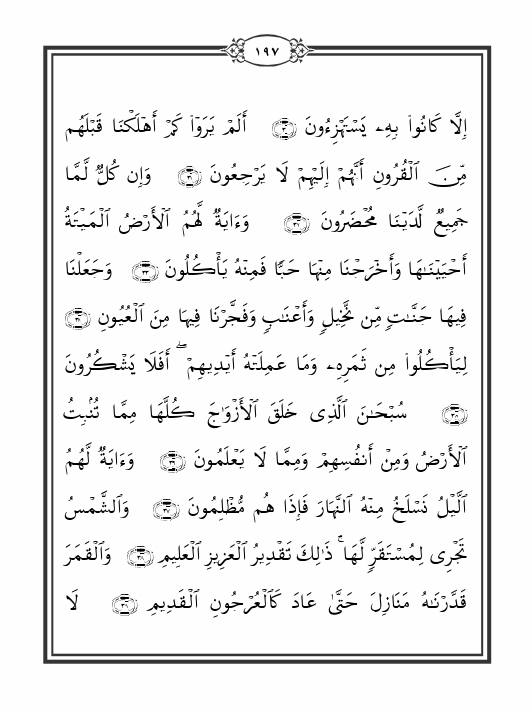 ١٩٧
إِلَّا كَانُوا۟ بِهِۦ يَسْتَهْزِءُونَ ۝٣٠ أَلَمْ يَرَوْا۟ كَمْ أَهْلَكْنَا قَبْلَهُم
مِّنَ ٱلْقُرُونِ أَنَّهُمْ إِلَيْهِمْ لَا يَرْجِعُونَ ۝٣١ وَإِن كُلٌّ لَّمَّا
جَمِيعٌ لَّدَيْنَا مُحْضَرُونَ ۝٣٢ وَءَايَةٌ لَّهُمُ ٱلْأَرْضُ ٱلْمَيْتَةُ
أَحْيَيْنَـٰهَا وَأَخْرَجْنَا مِنْهَا حَبًّا فَمِنْهُ يَأْكُلُونَ ۝٣٣ وَجَعَلْنَا
فِيهَا جَنَّـٰتٍ مِّن نَّخِيلٍ وَأَعْنَـٰبٍ وَفَجَّرْنَا فِيهَا مِنَ ٱلْعُيُونِ ۝٣٤
لِيَأْكُلُوا۟ مِن ثَمَرِهِۦ وَمَا عَمِلَتْهُ أَيْدِيهِمْ ۖ أَفَلَا يَشْكُرُونَ
۝٣٥ سُبْحَـٰنَ ٱلَّذِى خَلَقَ ٱلْأَزْوَٰجَ كُلَّهَا مِمَّا تُنۢبِتُ
ٱلْأَرْضُ وَمِنْ أَنفُسِهِمْ وَمِمَّا لَا يَعْلَمُونَ ۝٣٦ وَءَايَةٌ لَّهُمُ
ٱلَّيْلُ نَسْلَخُ مِنْهُ ٱلنَّهَارَ فَإِذَا هُم مُّظْلِمُونَ ۝٣٧ وَٱلشَّمْسُ
تَجْرِى لِمُسْتَقَرٍّ لَّهَا ۚ ذَٰلِكَ تَقْدِيرُ ٱلْعَزِيزِ ٱلْعَلِيمِ ۝٣٨ وَٱلْقَمَرَ
قَدَّرْنَـٰهُ مَنَازِلَ حَتَّىٰ عَادَ كَٱلْعُرْجُونِ ٱلْقَدِيمِ ۝٣٩ لَا